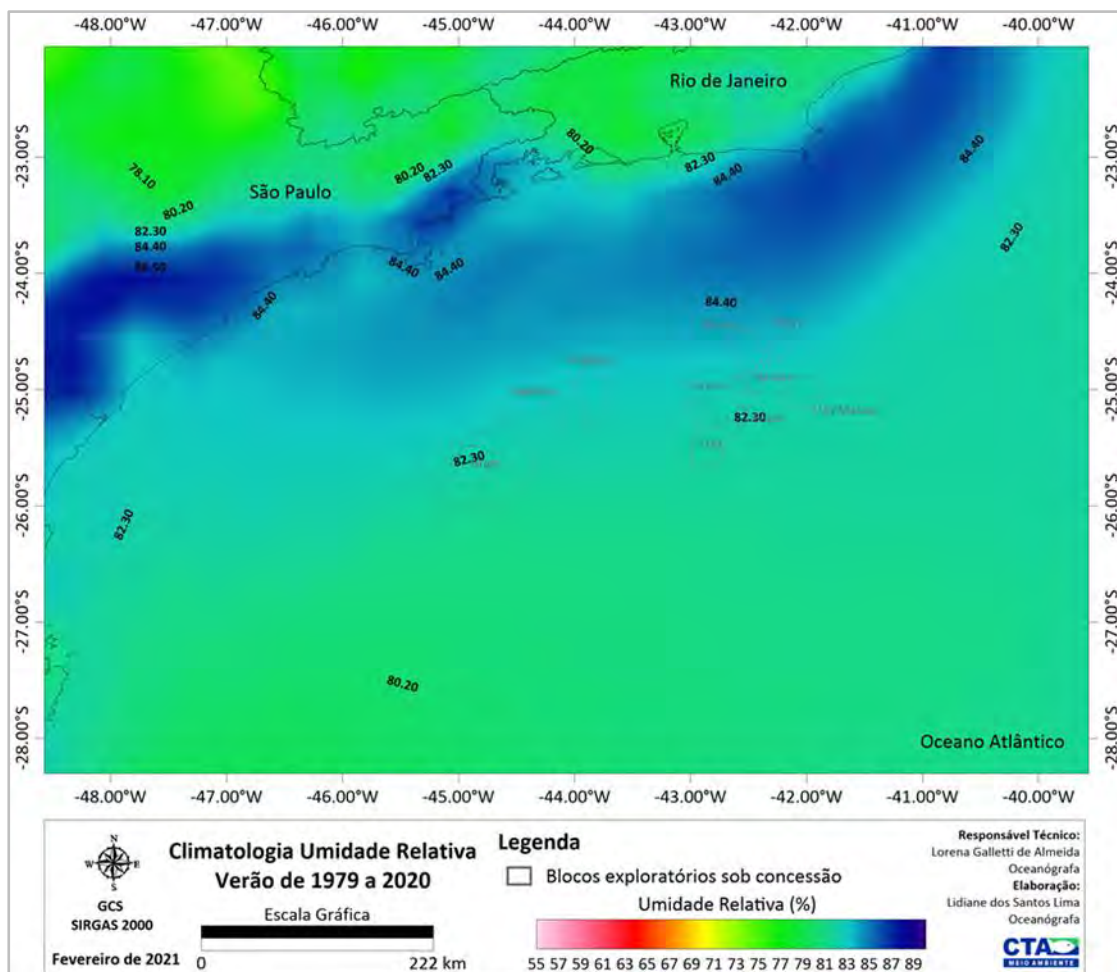 -48.00°W -47.00°W -46.00°W -45.00°W -44.00°W -43.00°W -42.00°W -41.00°W -40.00°W
Rio de Janeiro
-23.00°S 80.20 84.40 -23.00°S
78.10 80.20 82.30 82.30 84.40
São Paulo
80.20
82.30 82.30
84.40
-24.00°S 84.40 84.40 -24.00°S
84.40 84.40
-25.00°S -25.00°S
82.30
82.30
-26.00°S 82.30 -26.00°S
-27.00°S -27.00°S
80.20
-28.00°S Oceano Atlântico -28.00°S
-48.00°W -47.00°W -46.00°W -45.00°W -44.00°W -43.00°W -42.00°W -41.00°W -40.00°W
N
W E
S
GCS
SIRGAS 2000
Fevereiro de 2021
Climatologia Umidade Relativa
Verão de 1979 a 2020
Escala Gráfica
0 222 km
Legenda
Blocos exploratórios sob concessão
Umidade Relativa (%)
55 57 59 61 63 65 67 69 71 73 75 77 79 81 83 85 87 89
Responsável Técnico:
Lorena Galletti de Almeida
Oceanógrafa
Elaboração:
Lidiane dos Santos Lima
Oceanógrafa
CTA
MEIO AMBIENTE